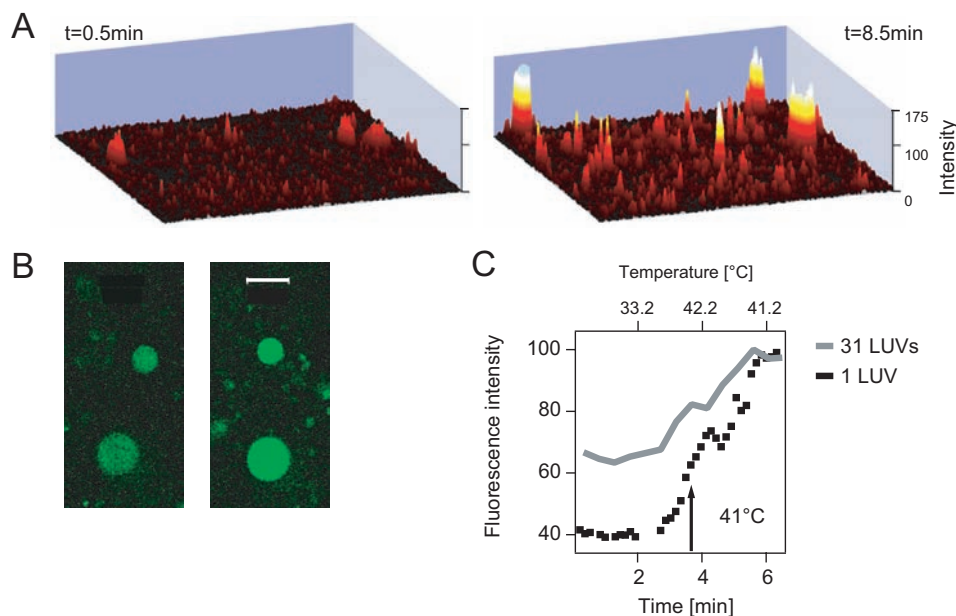 A
t=0.5min
t=8.5min
175
100
0
Intensity
B
C
Temperature [°C]
33.2 42.2 41.2
100
80
60
40
Fluorescence intensity
41°C
2 4 6
Time [min]
31 LUVs
1 LUV